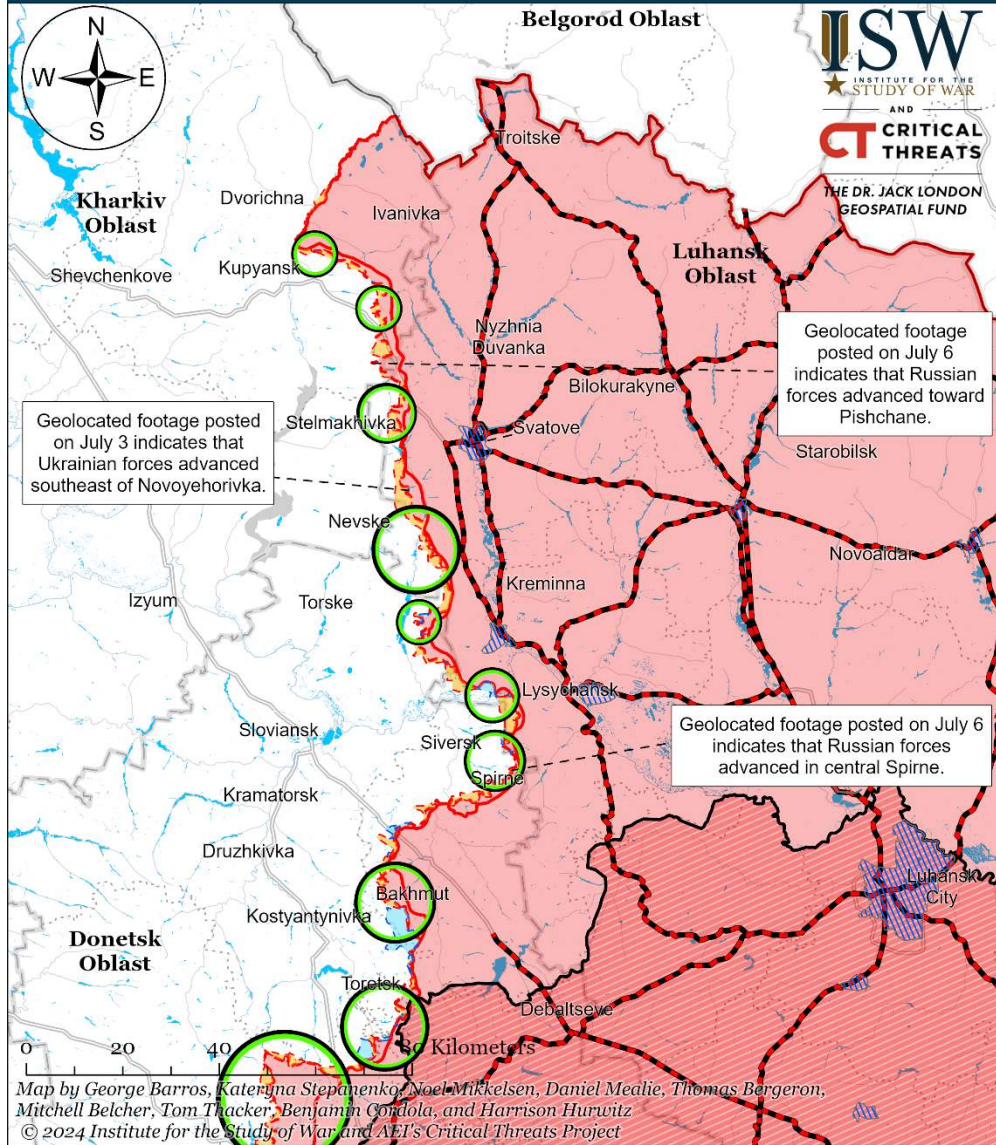 Belgorod Oblast
N
W
E
S
ISW
INSTITUTE FOR THE
STUDY OF WAR
AND
CT CRITICAL
THREATS
THE DR. JACK LONDON
GEOSPATIAL FUND
Troitske
Dvorichna
Kharkiv
Oblast
Ivanivka
Shevchenkove
Kupyansk
Luhansk
Oblast
Nyzhnia
Duvanka
Geolocated footage
posted on July 6
indicates that Russian
forces advanced toward
Pishchane.
Bilokurakyne
Geolocated footage posted
on July 3 indicates that
Ukrainian forces advanced
southeast of Novoyehorivka.
Stelmakhivka
Svatove
Starobilsk
Nevske
Novoaidar
Kreminna
Izyum
Torske
Lysychansk
Sloviansk
Siversk
Geolocated footage posted on July 6
indicates that Russian forces
advanced in central Spirne.
Spirne
Kramatorsk
Druzhkivka
Luhansk
City
Bakhmut
Kostyantynivka
Donetsk
Oblast
Toretsk
Debaltseve
0 20 40 80 Kilometers
Map by George Barros, Kateryna Stepanenko, Noel Mikkelsen, Daniel Mealie, Thomas Bergeron,
Mitchell Belcher, Tom Thacker, Benjamin Cordola, and Harrison Hurwitz
© 2024 Institute for the Study of War and AEI's Critical Threats Project